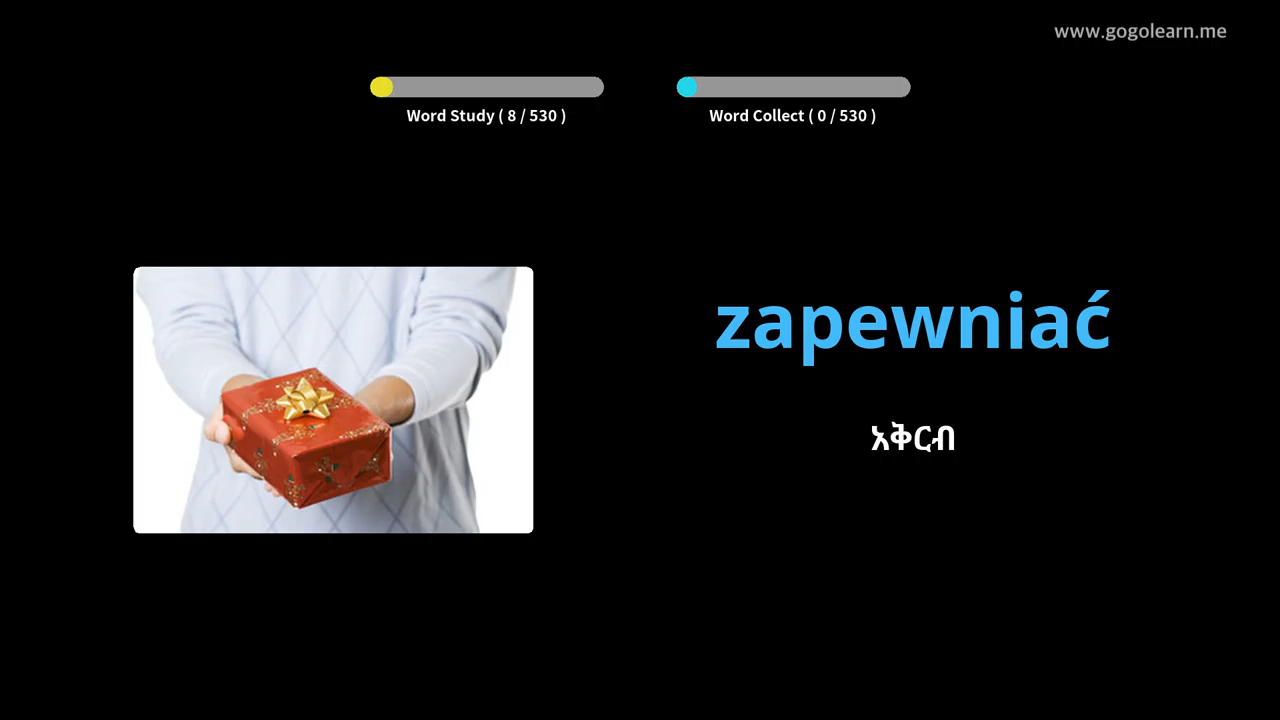 www.gogolearn.me
Word Study ( 8 / 530 )
Word Collect ( 0 / 530 )
zapewniać
አቅርብ